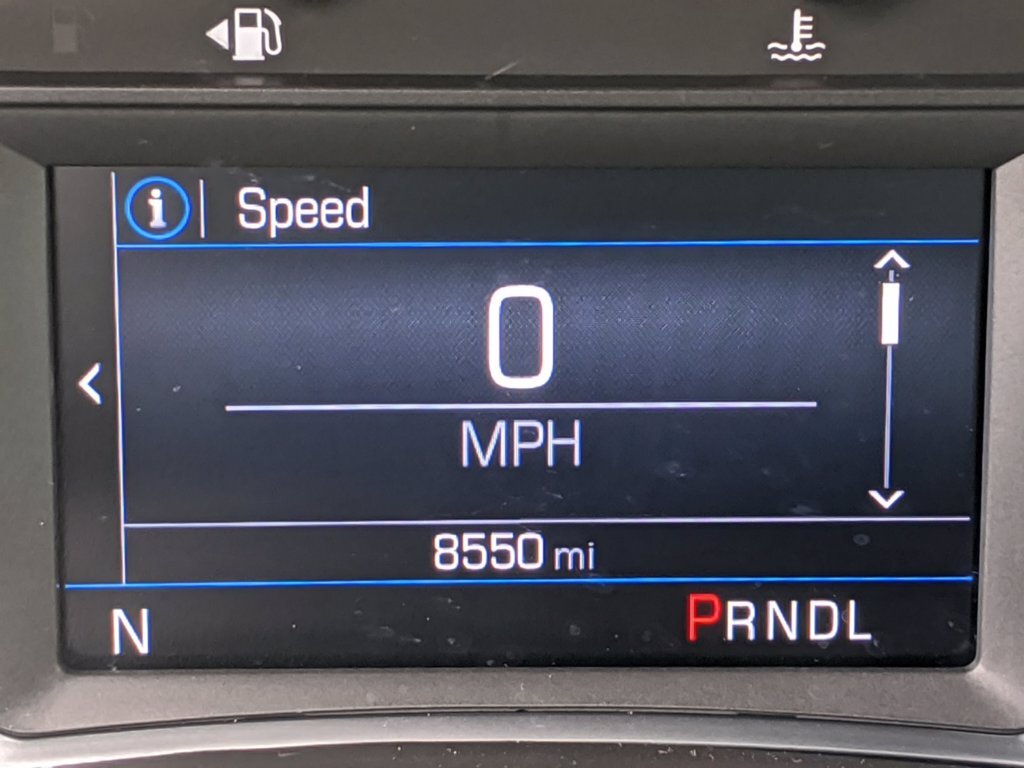 i Speed
0
MPH
8550 mi
N PRNDL